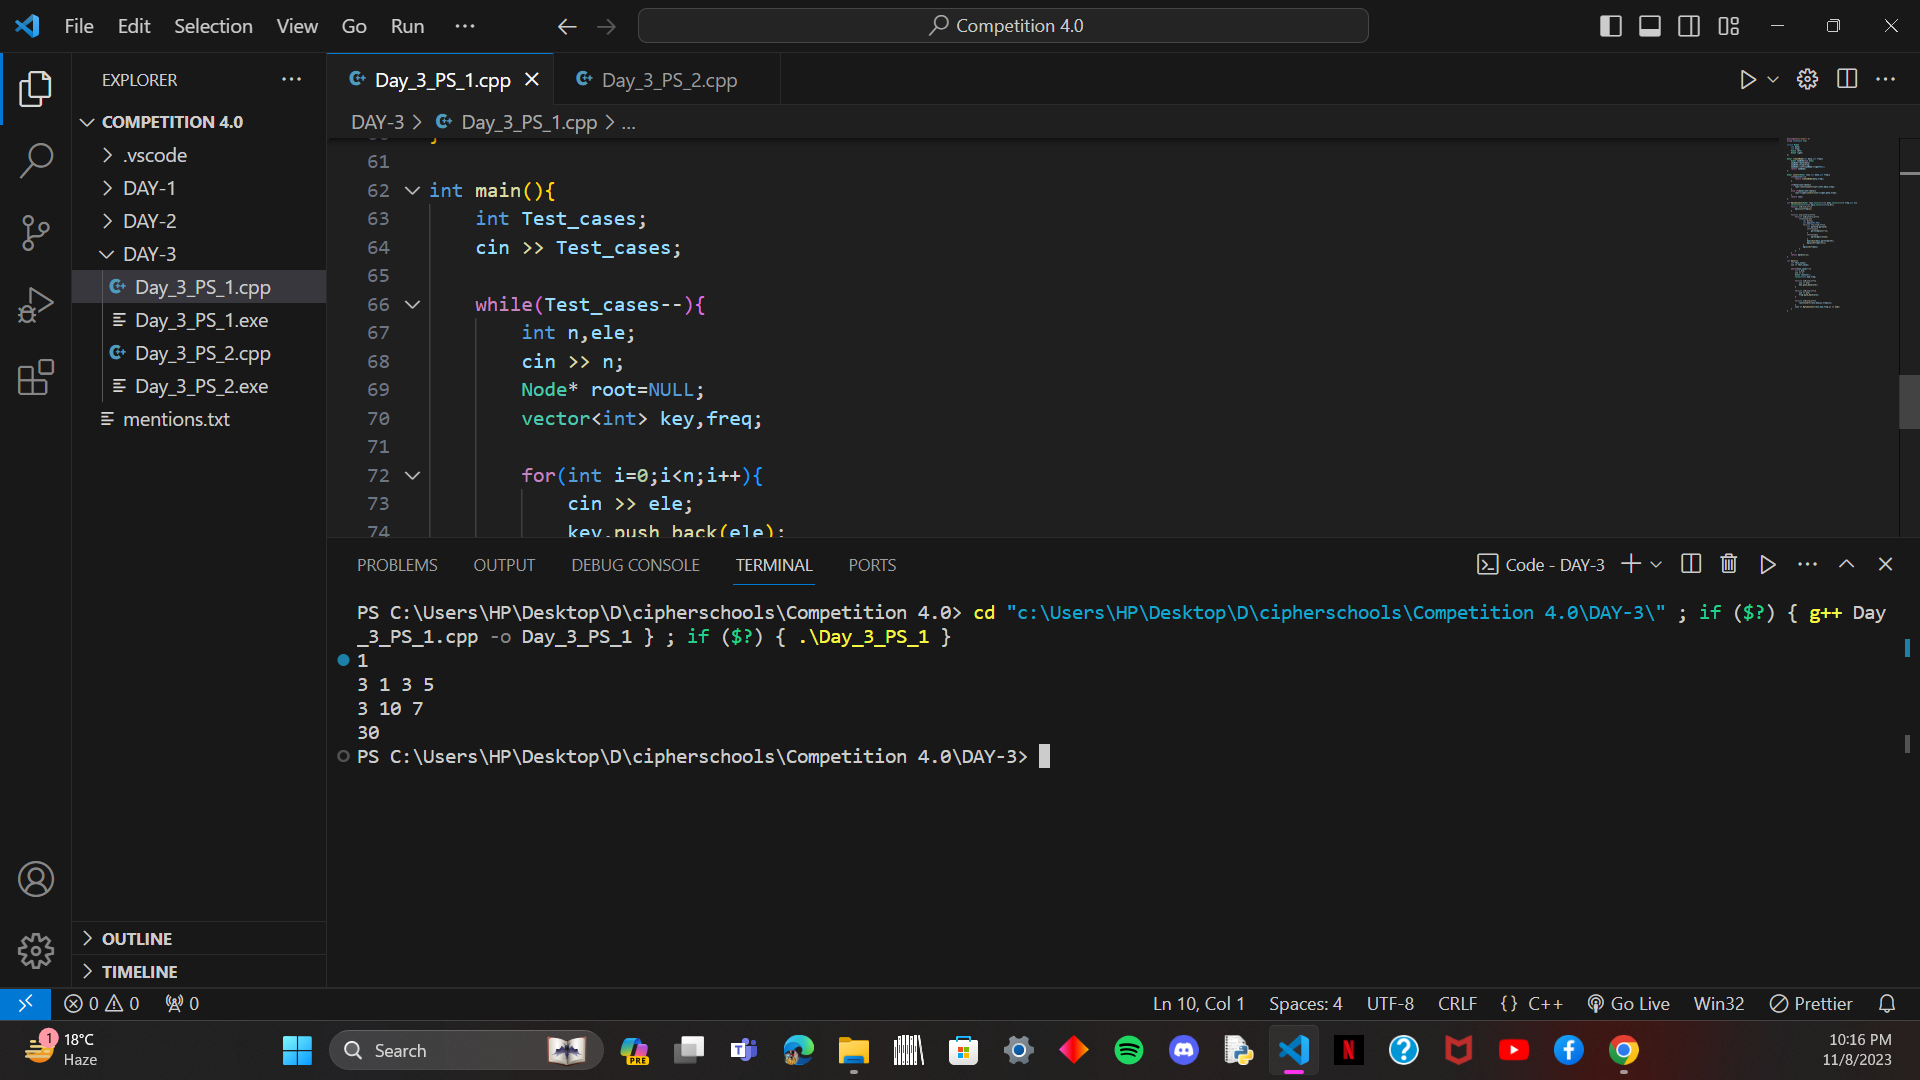 File Edit Selection View Go Run ···
Competition 4.0
EXPLORER ···
COMPETITION 4.0
.vscode
DAY-1
DAY-2
DAY-3
Day_3_PS_1.cpp
Day_3_PS_1.exe
Day_3_PS_2.cpp
Day_3_PS_2.exe
mentions.txt
OUTLINE
TIMELINE
Day_3_PS_1.cpp
Day_3_PS_2.cpp
DAY-3 > Day_3_PS_1.cpp > ...
61
62 int main(){
63 int Test_cases;
64 cin >> Test_cases;
65
66 while(Test_cases--){
67 int n,ele;
68 cin >> n;
69 Node* root=NULL;
70 vector<int> key,freq;
71
72 for(int i=0;i<n;i++){
73 cin >> ele;
74 key.push_back(ele);
PROBLEMS OUTPUT DEBUG CONSOLE TERMINAL PORTS
Code - DAY-3
PS C:\Users\HP\Desktop\D\cipherschools\Competition 4.0> cd "c:\Users\HP\Desktop\D\cipherschools\Competition 4.0\DAY-3\" ; if ($?) { g++ Day
_3_PS_1.cpp -o Day_3_PS_1 } ; if ($?) { .\Day_3_PS_1 }
1
3 1 3 5
3 10 7
30
PS C:\Users\HP\Desktop\D\cipherschools\Competition 4.0\DAY-3>
0 0 0
Ln 10, Col 1 Spaces: 4 UTF-8 CRLF {} C++ Go Live Win32 Prettier
1
18°C
Haze
Search
PRE
10:16 PM
11/8/2023